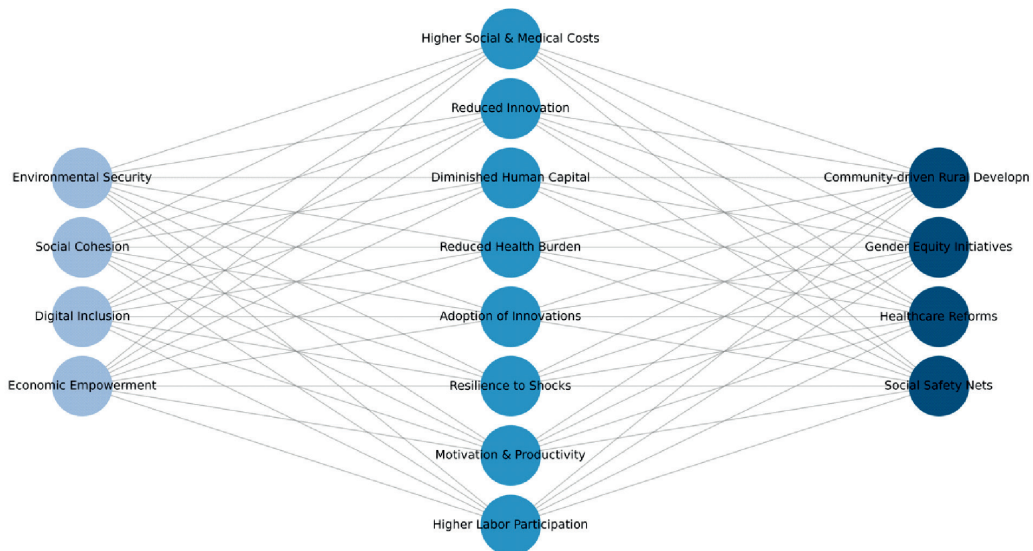 Higher Social & Medical Costs
Reduced Innovation
Environmental Security
Diminished Human Capital
Community-driven Rural Developn
Social Cohesion
Reduced Health Burden
Gender Equity Initiatives
Digital Inclusion
Adoption of Innovations
Healthcare Reforms
Economic Empowerment
Resilience to Shocks
Social Safety Nets
Motivation & Productivity
Higher Labor Participation